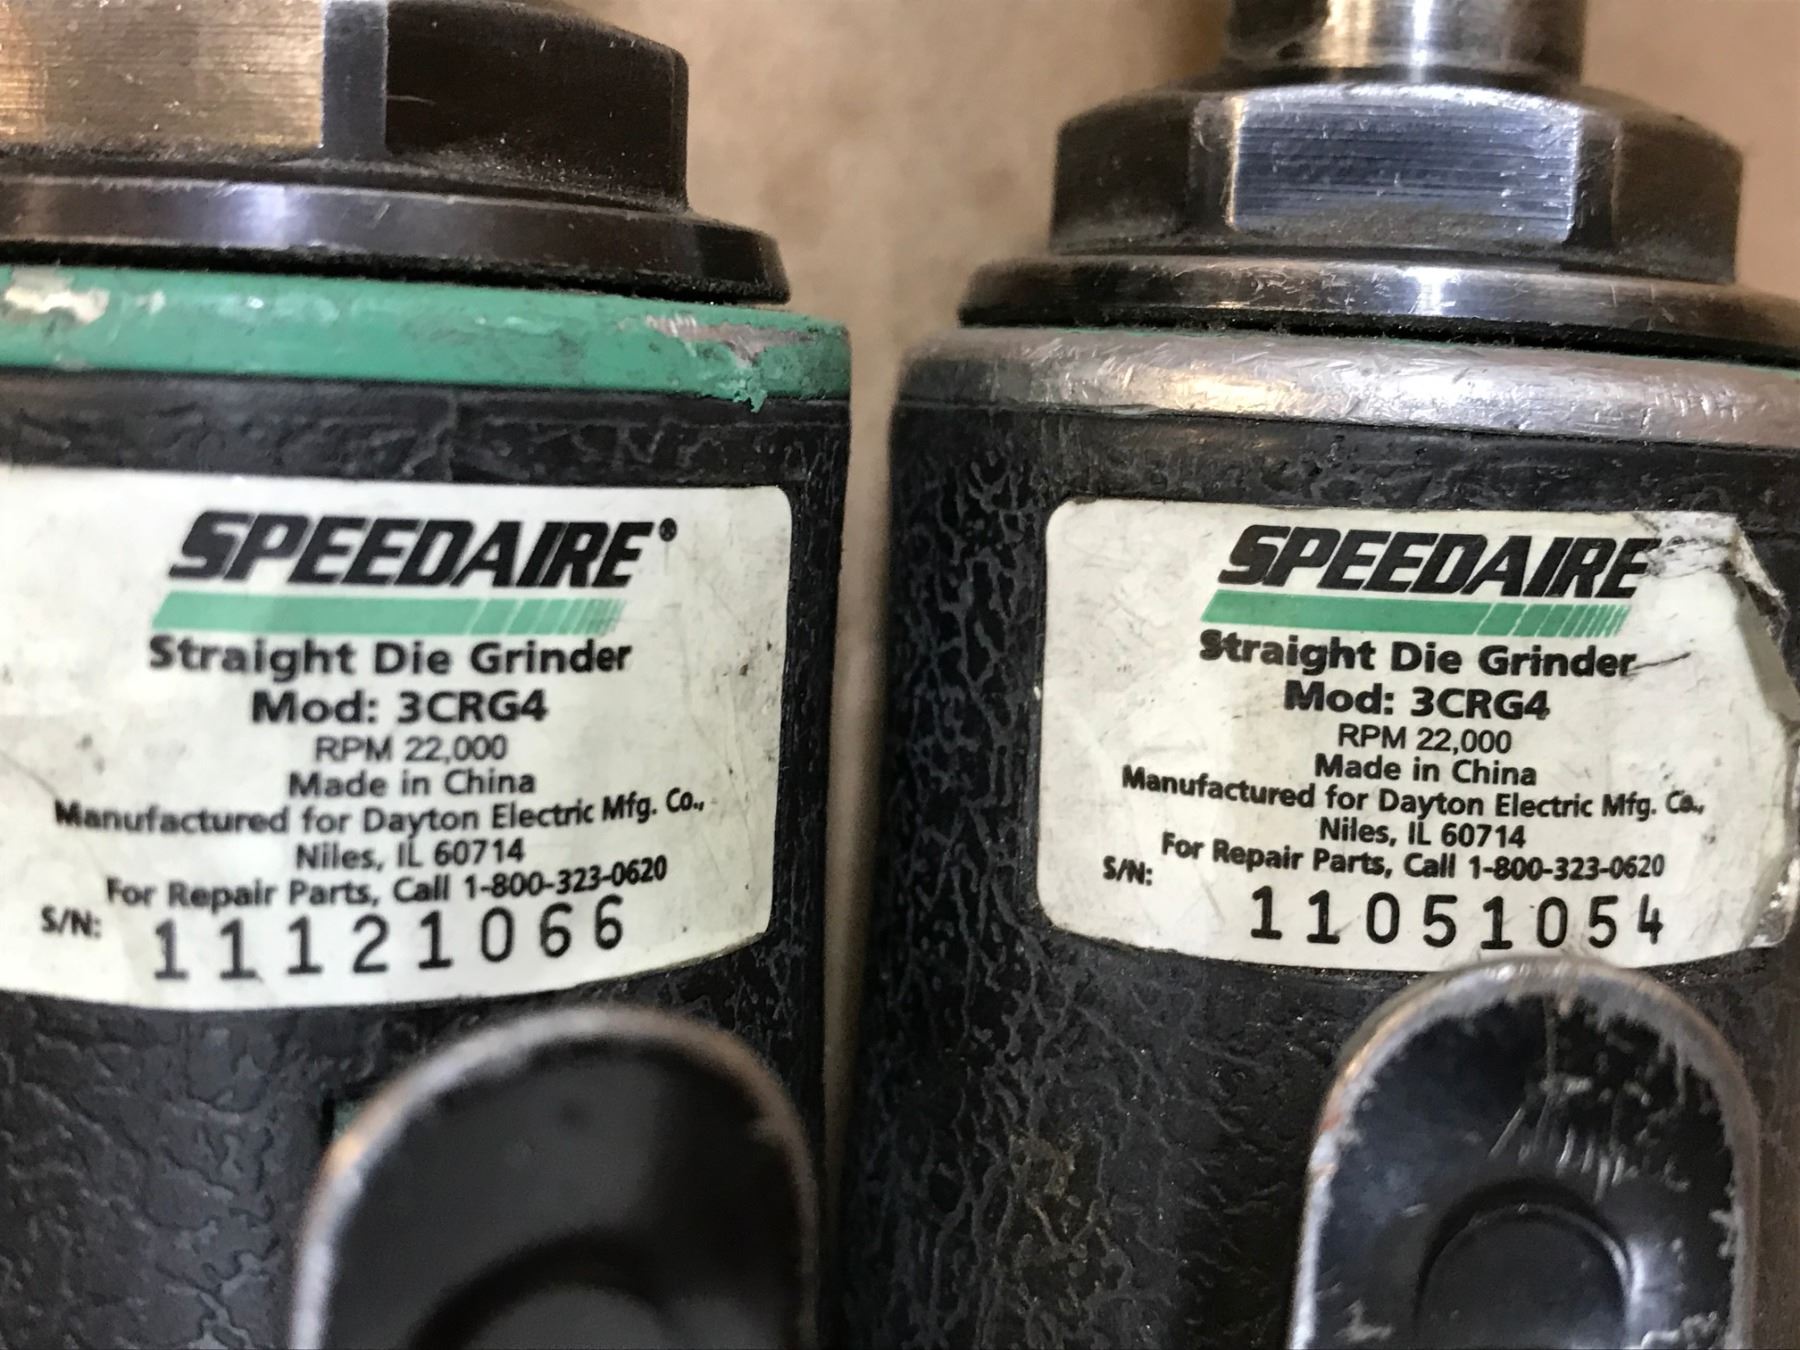 SPEEDAIRE®
Straight Die Grinder
Mod: 3CRG4
RPM 22,000
Made in China
Manufactured for Dayton Electric Mfg. Co.,
Niles, IL 60714
For Repair Parts, Call 1-800-323-0620
S/N: 11121066
SPEEDAIRE
Straight Die Grinder
Mod: 3CRG4
RPM 22,000
Made in China
Manufactured for Dayton Electric Mfg. Co.,
Niles, IL 60714
For Repair Parts, Call 1-800-323-0620
S/N: 11051054